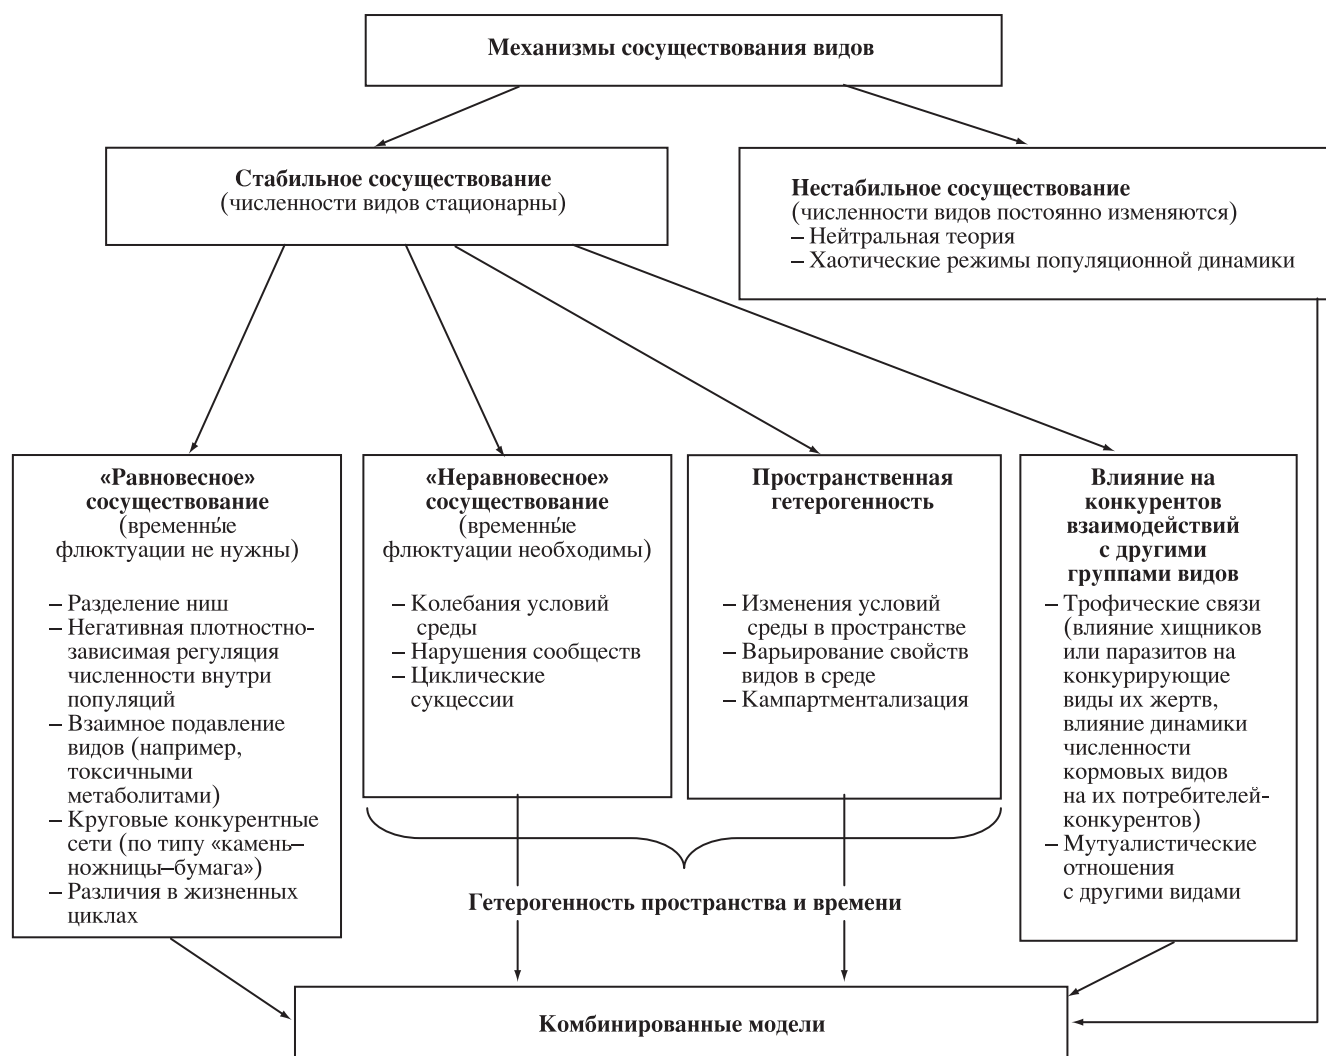 Механизмы сосуществования видов
Стабильное сосуществование
(численности видов стационарны)
Нестабильное сосуществование
(численности видов постоянно изменяются)
– Нейтральная теория
– Хаотические режимы популяционной динамики
«Равновесное»
сосуществование
(временны́е
флюктуации не нужны)
– Разделение ниш
– Негативная плотностно-
зависимая регуляция
численности внутри
популяций
– Взаимное подавление
видов (например,
токсичными
метаболитами)
– Круговые конкурентные
сети (по типу «камень–
ножницы–бумага»)
– Различия в жизненных
циклах
«Неравновесное»
сосуществование
(временны́е
флюктуации необходимы)
– Колебания условий
среды
– Нарушения сообществ
– Циклические
сукцессии
Пространственная
гетерогенность
– Изменения условий
среды в пространстве
– Варьирование свойств
видов в среде
– Кампартментализация
Влияние на
конкурентов
взаимодействий
с другими
группами видов
– Трофические связи
(влияние хищников
или паразитов на
конкурирующие
виды их жертв,
влияние динамики
численности
кормовых видов
на их потребителей-
конкурентов)
– Мутуалистические
отношения
с другими видами
Гетерогенность пространства и времени
Комбинированные модели